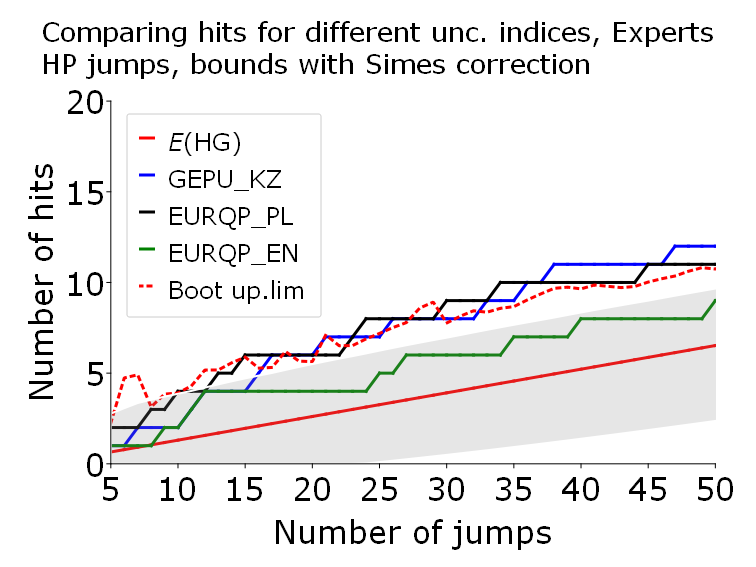 Comparing hits for different unc. indices, Experts
HP jumps, bounds with Simes correction
Number of hits
20
15
10
5
0
E(HG)
GEPU_KZ
EURQP_PL
EURQP_EN
Boot up.lim
5 10 15 20 25 30 35 40 45 50
Number of jumps